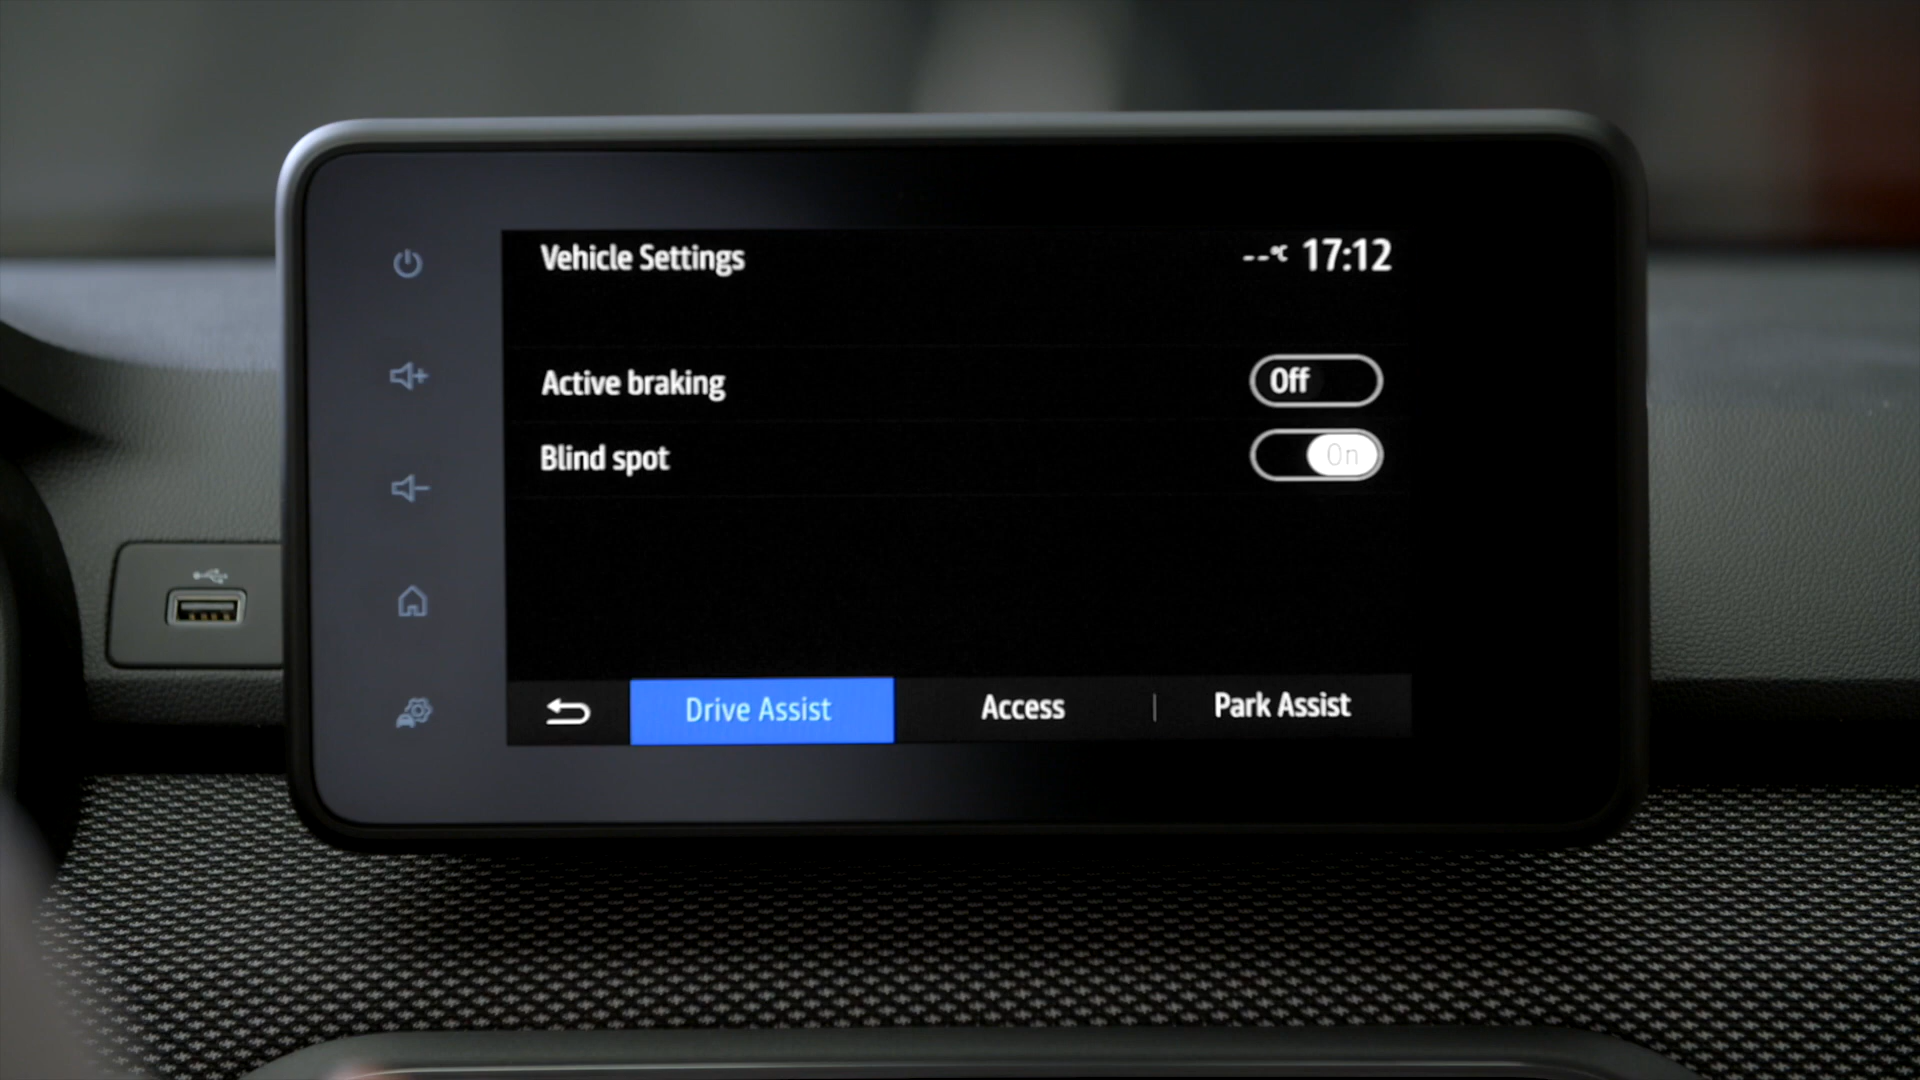 Vehicle Settings
--°C 17:12
Active braking Off
Blind spot On
Drive Assist Access Park Assist